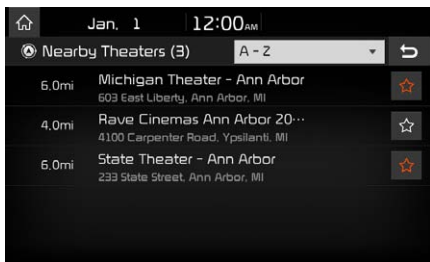 Jan. 1 12:00 AM
Nearby Theaters (3) A - Z
6.0mi Michigan Theater - Ann Arbor
603 East Liberty, Ann Arbor, MI
4.0mi Rave Cinemas Ann Arbor 20···
4100 Carpenter Road, Ypsilanti, MI
6.0mi State Theater - Ann Arbor
233 State Street, Ann Arbor, MI